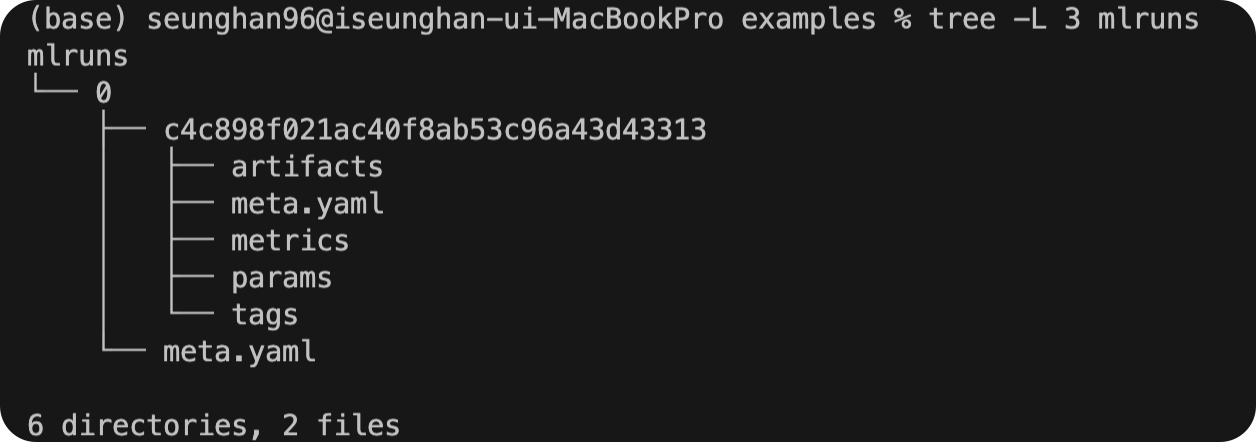 (base) seunghan96@iseunghan-ui-MacBookPro examples % tree -L 3 mlruns
mlruns
└── 0
    ├── c4c898f021ac40f8ab53c96a43d43313
    │   ├── artifacts
    │   ├── meta.yaml
    │   ├── metrics
    │   ├── params
    │   └── tags
    └── meta.yaml

6 directories, 2 files